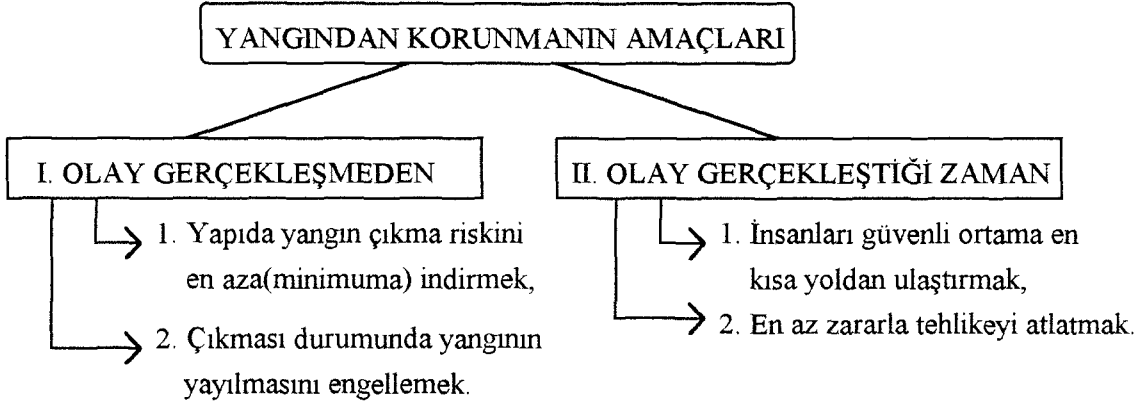 YANGINDAN KORUNMANIN AMAÇLARI
I. OLAY GERÇEKLEŞMEDEN
1. Yapıda yangın çıkma riskini
en aza(minimuma) indirmek,
2. Çıkması durumunda yangının
yayılmasını engellemek.
II. OLAY GERÇEKLEŞTİĞİ ZAMAN
1. İnsanları güvenli ortama en
kısa yoldan ulaştırmak,
2. En az zararla tehlikeyi atlatmak.